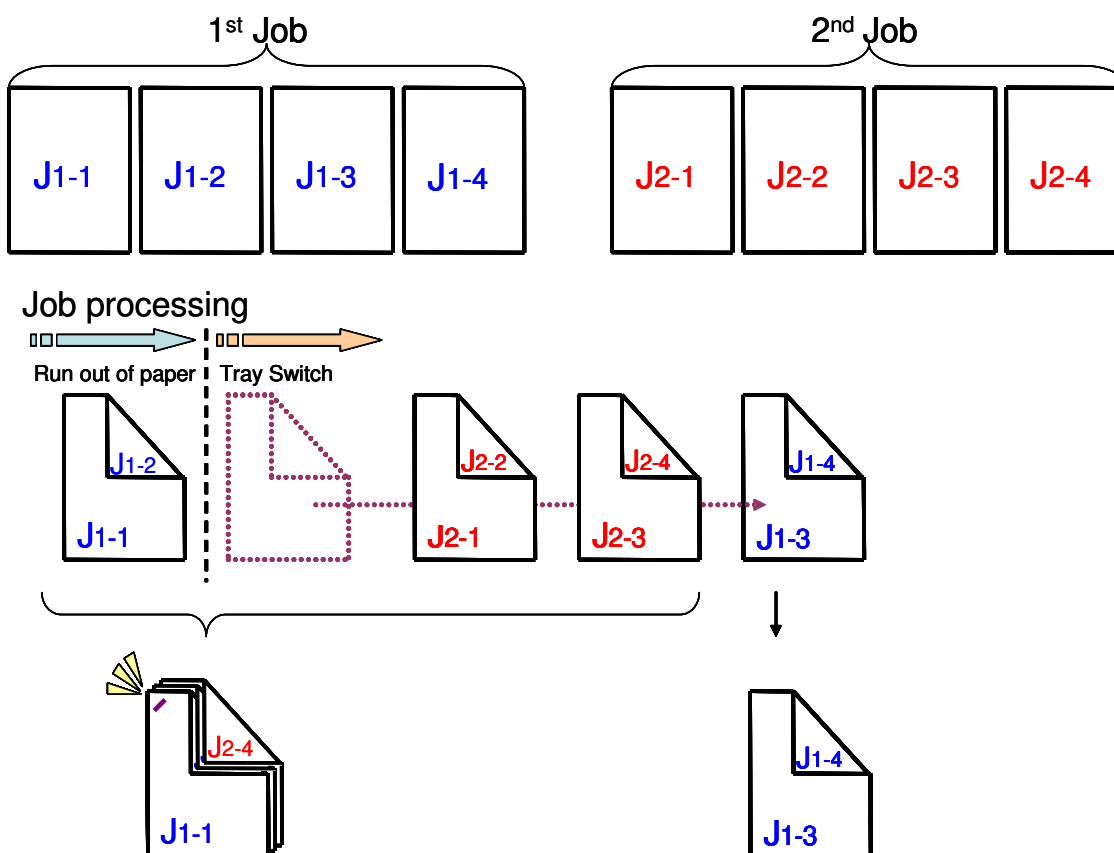 1st Job
2nd Job
J1-1
J1-2
J1-3
J1-4
J2-1
J2-2
J2-3
J2-4
Job processing
Run out of paper
Tray Switch
J1-2
J1-1
J2-2
J2-1
J2-4
J2-3
J1-4
J1-3
J2-4
J1-1
J1-4
J1-3